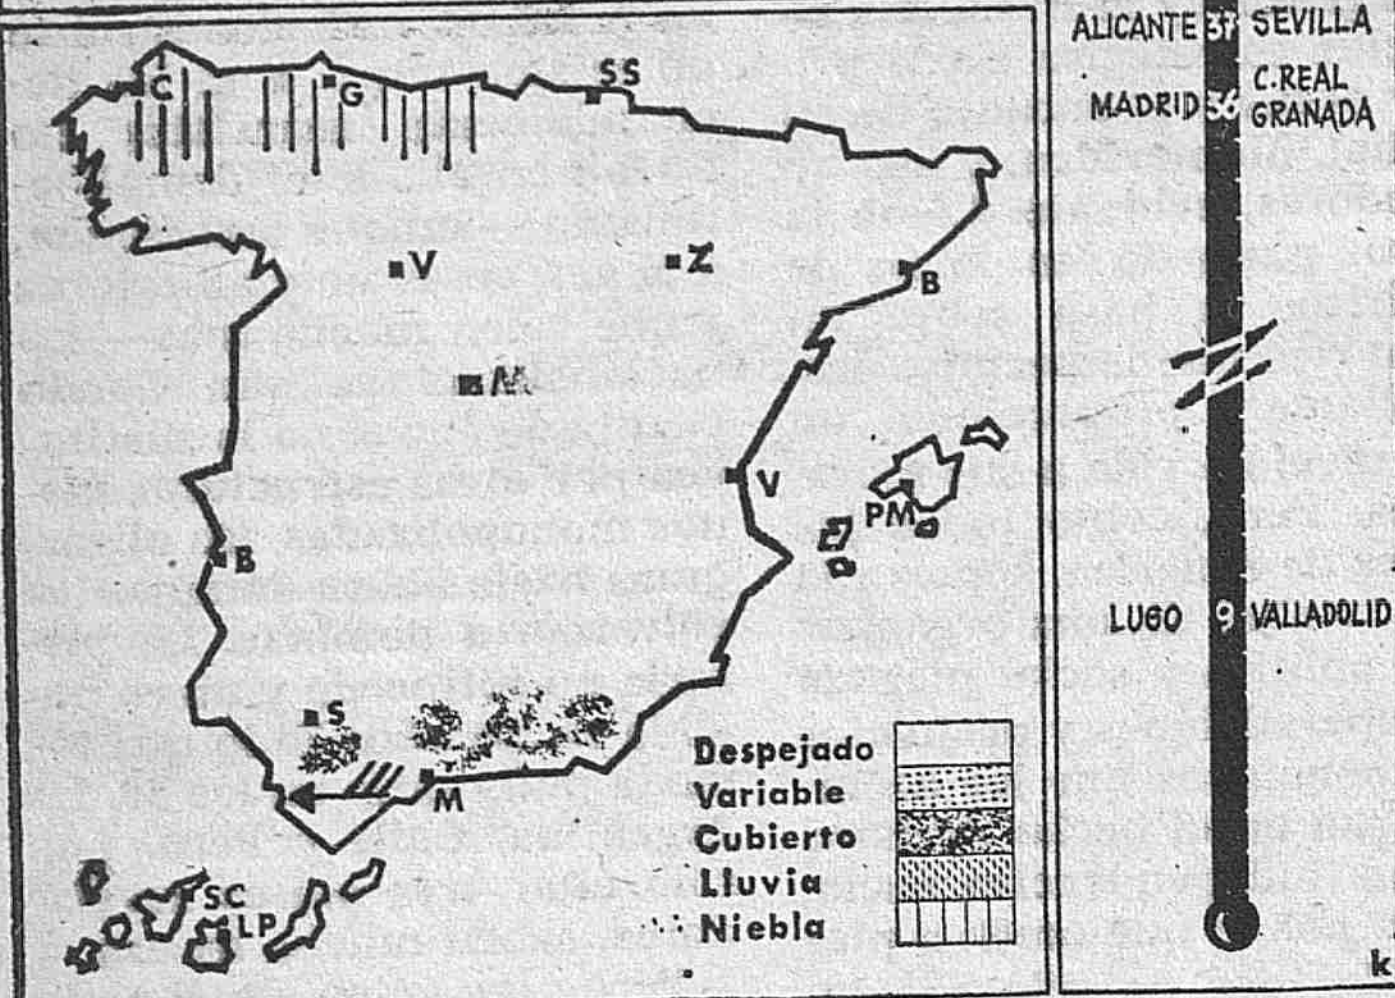 C
G
SS
V
Z
B
M
V
PM
B
S
M
SC
LP
Despejado
Variable
Cubierto
Lluvia
Niebla
ALICANTE 37 SEVILLA
MADRID 36 C.REAL
GRANADA
LUGO 9 VALLADOLID
k